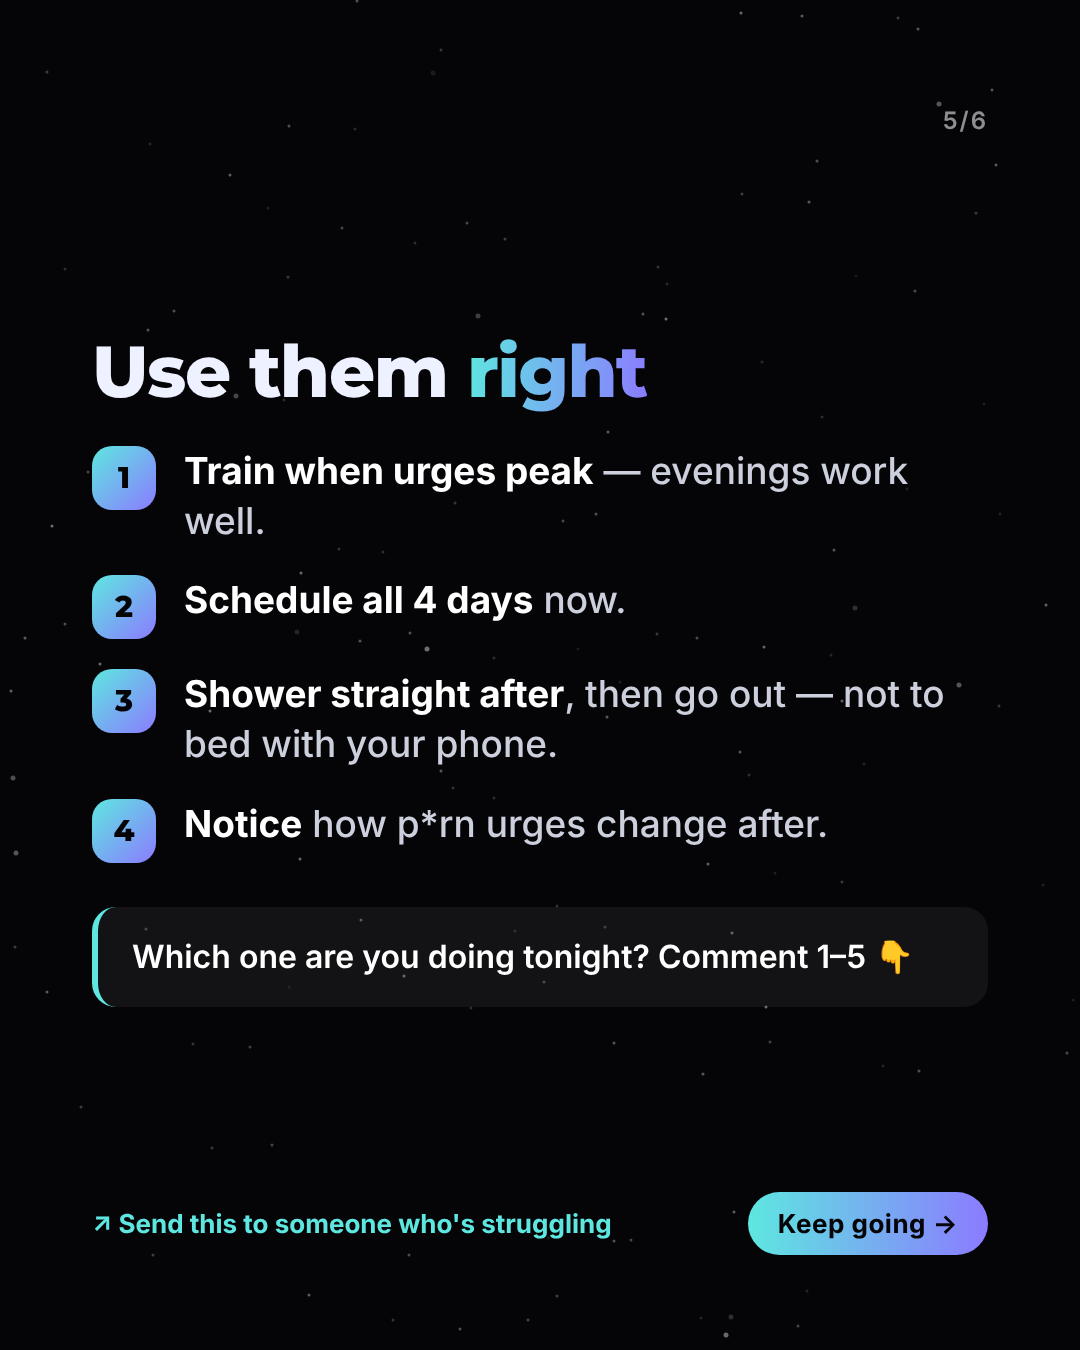 5/6
Use them right
1
Train when urges peak — evenings work
well.
2
Schedule all 4 days now.
3
Shower straight after, then go out — not to
bed with your phone.
4
Notice how p*rn urges change after.
Which one are you doing tonight? Comment 1–5 👇
↗ Send this to someone who's struggling
Keep going →